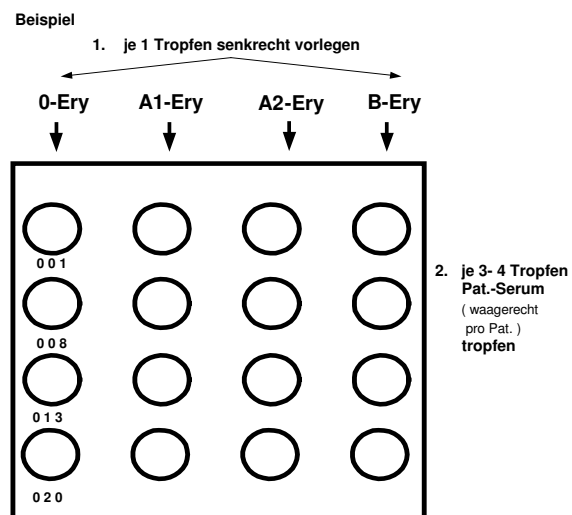 Beispiel
1. je 1 Tropfen senkrecht vorlegen
0-Ery A1-Ery A2-Ery B-Ery
0 0 1
0 0 8
0 1 3
0 2 0
2. je 3- 4 Tropfen
Pat.-Serum
( waagerecht
pro Pat. )
tropfen